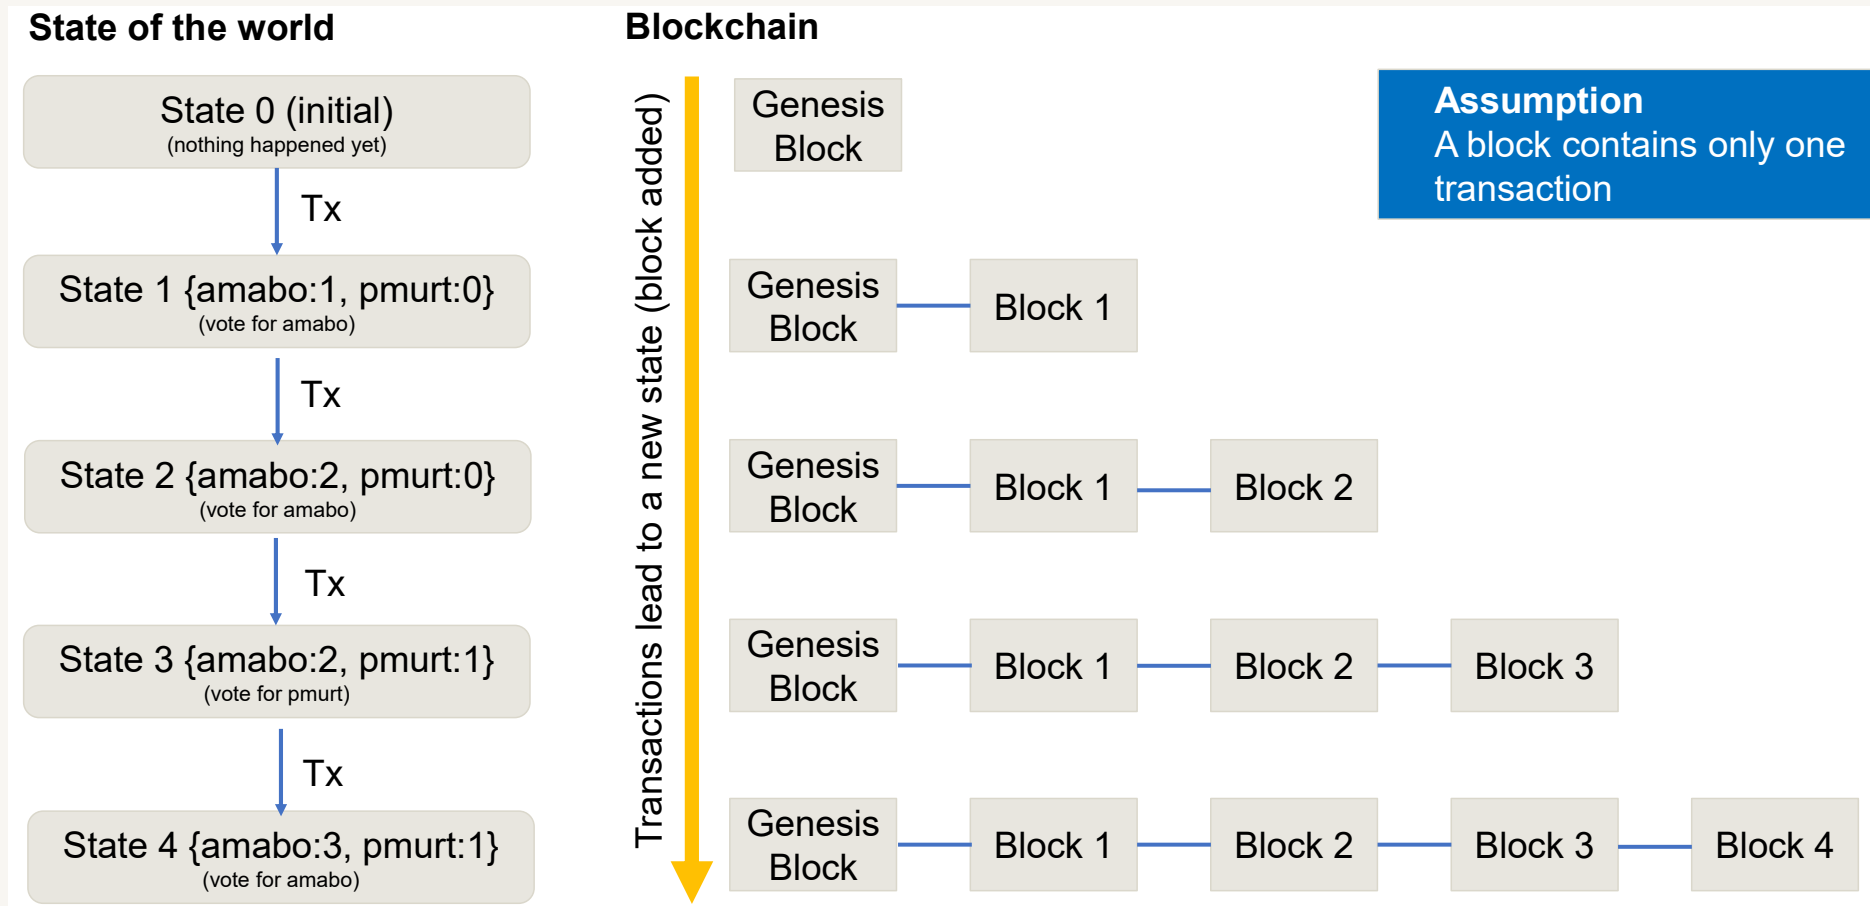 State of the world
State 0 (initial)
(nothing happened yet)
Tx
State 1 {amabo:1, pmurt:0}
(vote for amabo)
Tx
State 2 {amabo:2, pmurt:0}
(vote for amabo)
Tx
State 3 {amabo:2, pmurt:1}
(vote for pmurt)
Tx
State 4 {amabo:3, pmurt:1}
(vote for amabo)
Blockchain
Transactions lead to a new state (block added)
Genesis
Block
Genesis
Block
Block 1
Genesis
Block
Block 1
Block 2
Genesis
Block
Block 1
Block 2
Block 3
Genesis
Block
Block 1
Block 2
Block 3
Block 4
Assumption
A block contains only one
transaction